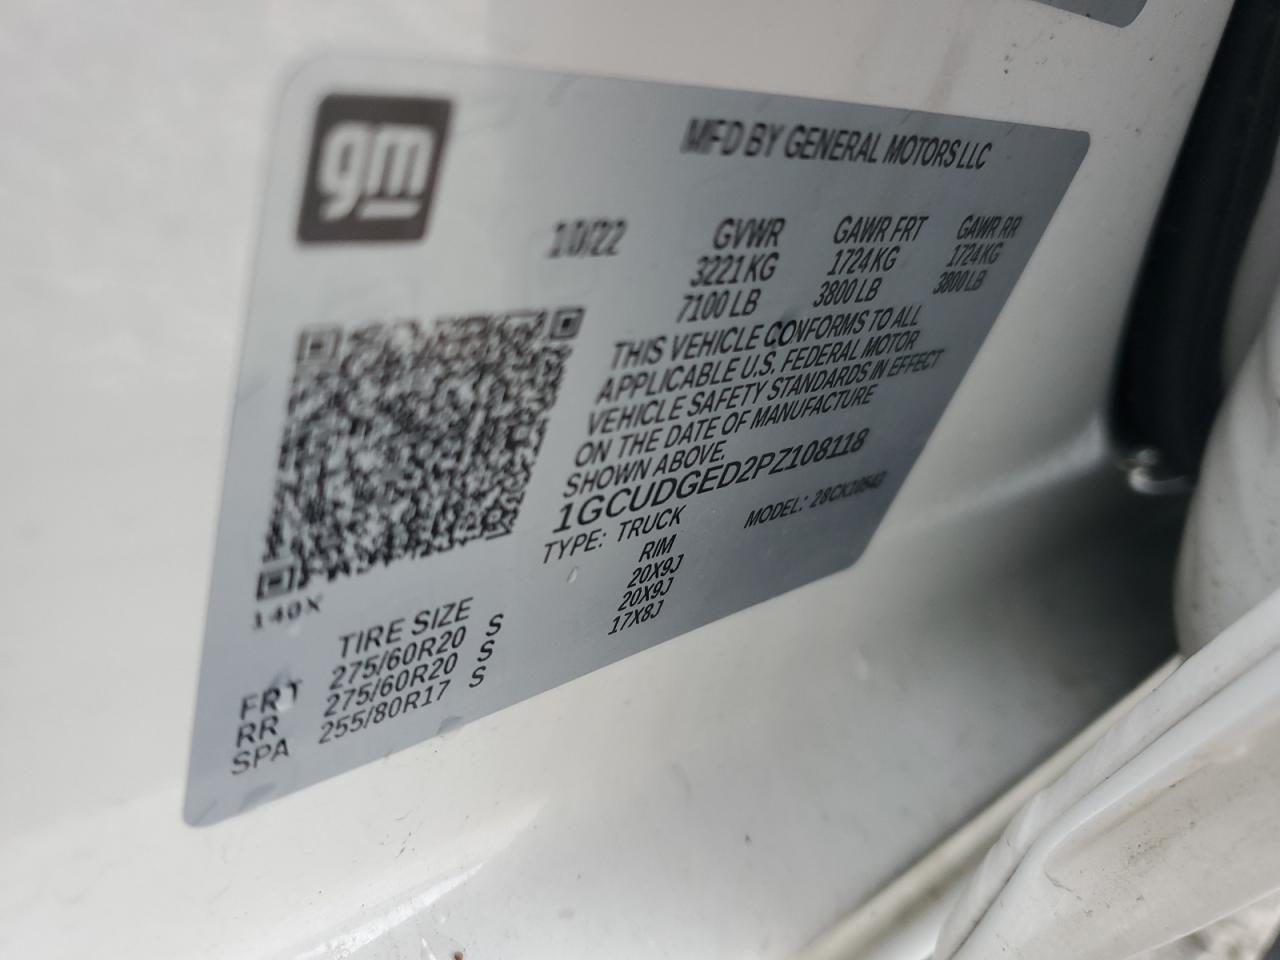 gm
MFD BY GENERAL MOTORS LLC
10/22 GVWR GAWR FRT GAWR RR
3221 KG 1724 KG 1724 KG
7100 LB 3800 LB 3800 LB
THIS VEHICLE CONFORMS TO ALL
APPLICABLE U.S. FEDERAL MOTOR
VEHICLE SAFETY STANDARDS IN EFFECT
ON THE DATE OF MANUFACTURE
SHOWN ABOVE.
1GCUDGED2PZ108118
TYPE: TRUCK MODEL:
140X
TIRE SIZE RIM
FRT 275/60R20 S 20X9J
RR 275/60R20 S 20X9J
SPA 255/80R17 S 17X8J